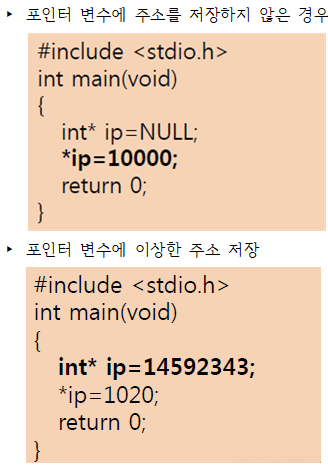 ▸ 포인터 변수에 주소를 저장하지 않은 경우
#include <stdio.h>
int main(void)
{
int* ip=NULL;
*ip=10000;
return 0;
}
▸ 포인터 변수에 이상한 주소 저장
#include <stdio.h>
int main(void)
{
int* ip=14592343;
*ip=1020;
return 0;
}